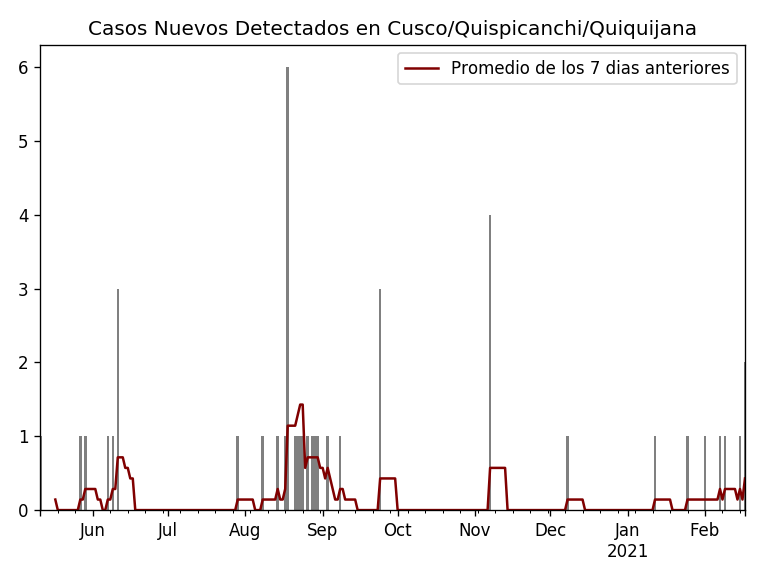 Casos Nuevos Detectados en Cusco/Quispicanchi/Quiquijana
Promedio de los 7 dias anteriores
6
5
4
3
2
1
0
Jun Jul Aug Sep Oct Nov Dec Jan Feb
2021